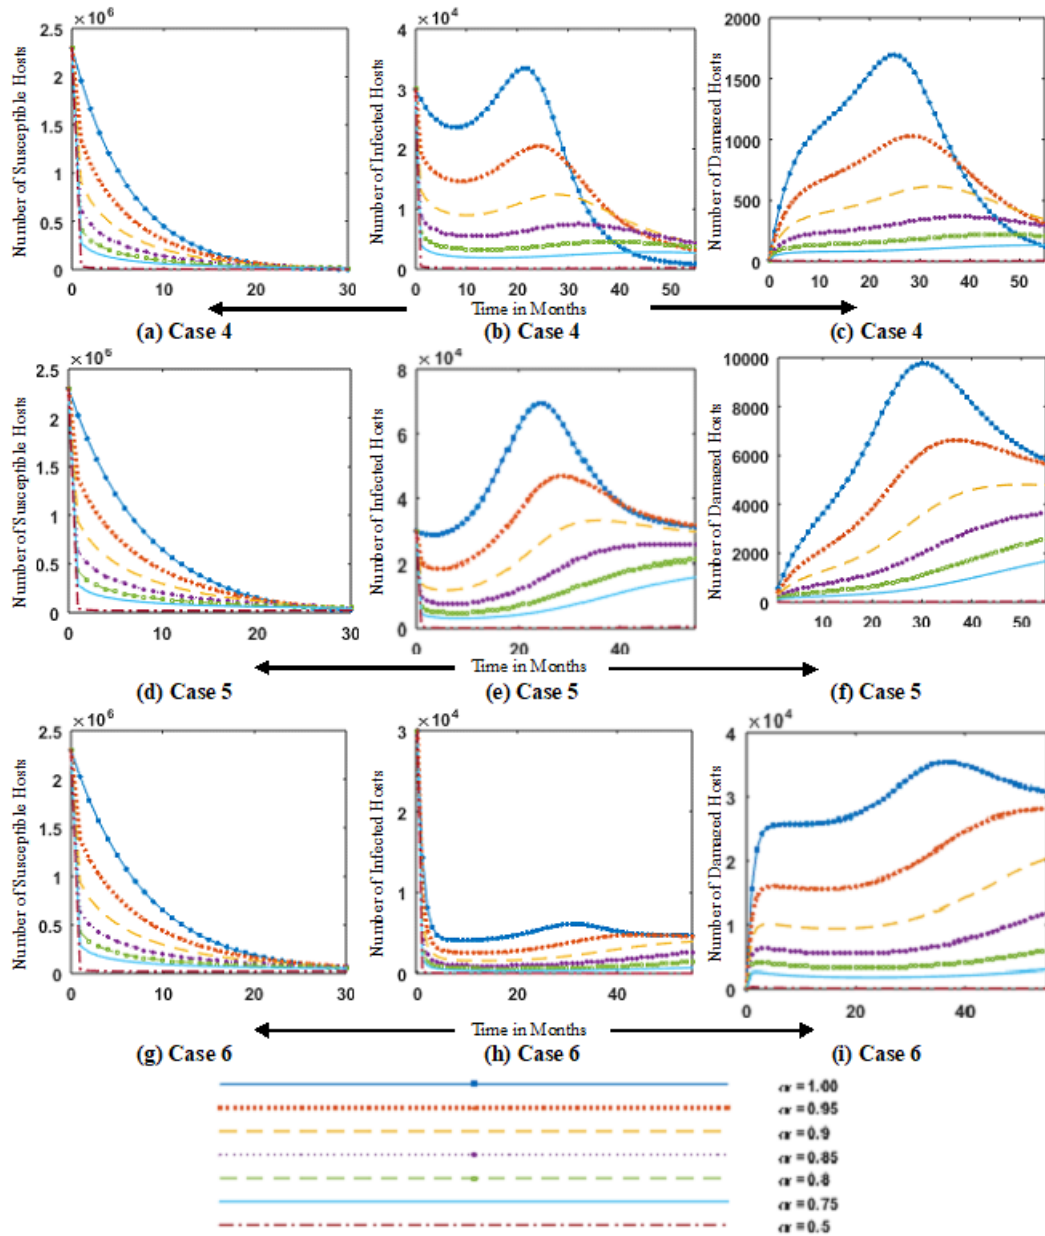 ×10⁶
2.5
2
1.5
1
0.5
0
0 10 20 30
Number of Susceptible Hosts
(a) Case 4
×10⁴
4
3
2
1
0
0 10 20 30 40 50
Number of Infected Hosts
Time in Months
(b) Case 4
2000
1500
1000
500
0
0 10 20 30 40 50
Number of Damazed Hosts
(c) Case 4
×10⁶
2.5
2
1.5
1
0.5
0
0 10 20 30
Number of Susceptible Hosts
(d) Case 5
×10⁴
8
6
4
2
0
0 20 40
Number of Infected Hosts
Time in Months
(e) Case 5
10000
8000
6000
4000
2000
0
10 20 30 40 50
Number of Damazed Hosts
(f) Case 5
×10⁶
2.5
2
1.5
1
0.5
0
0 10 20 30
Number of Susceptible Hosts
(g) Case 6
×10⁴
3
2
1
0
0 20 40
Number of Infected Hosts
Time in Months
(h) Case 6
×10⁴
4
3
2
1
0
0 20 40
Number of Damazed Hosts
(i) Case 6
α = 1.00
α = 0.95
α = 0.9
α = 0.85
α = 0.8
α = 0.75
α = 0.5